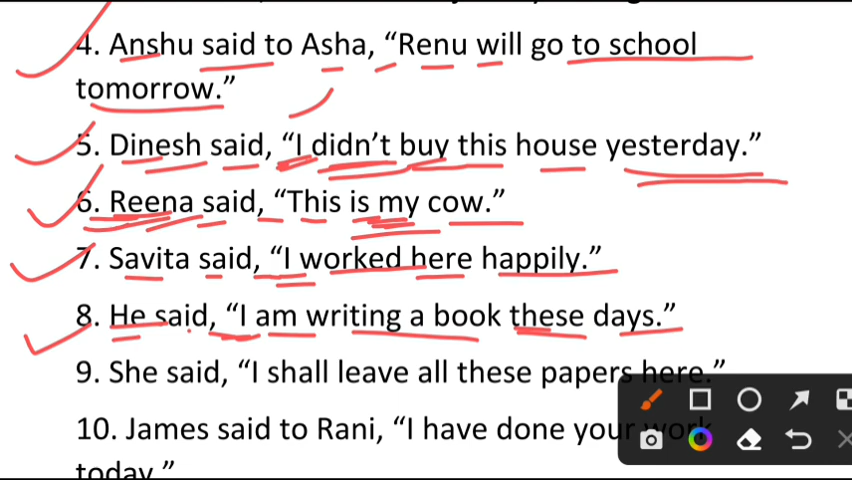 4. Anshu said to Asha, “Renu will go to school
tomorrow.”
5. Dinesh said, “I didn’t buy this house yesterday.”
6. Reena said, “This is my cow.”
7. Savita said, “I worked here happily.”
8. He said, “I am writing a book these days.”
9. She said, “I shall leave all these papers here.”
10. James said to Rani, “I have done your work
today.”